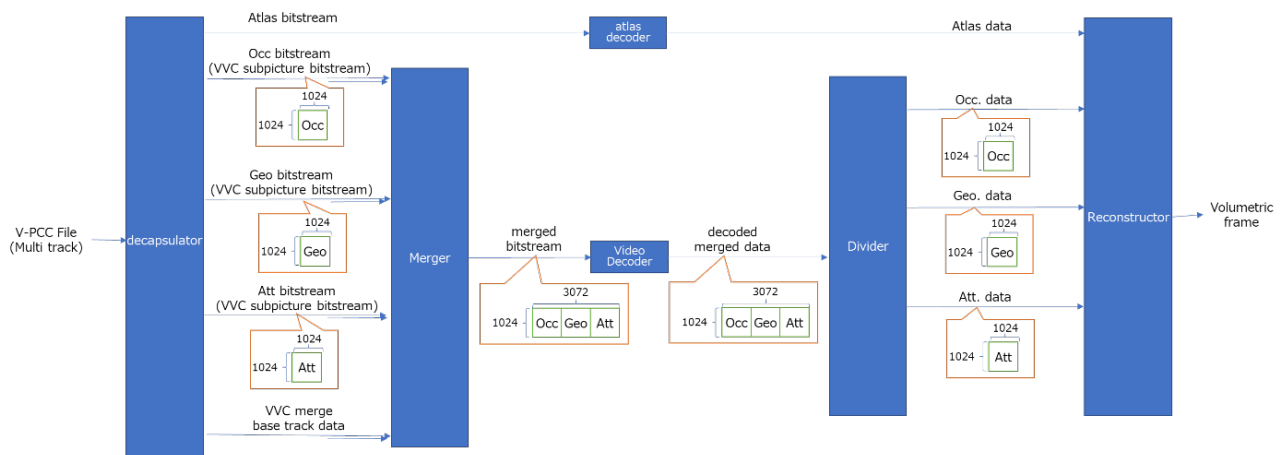 Atlas bitstream
atlas
decoder
Atlas data
Occ bitstream
(VVC subpicture bitstream)
1024
1024
Occ
Geo bitstream
(VVC subpicture bitstream)
1024
1024
Geo
Att bitstream
(VVC subpicture bitstream)
1024
1024
Att
VVC merge
base track data
V-PCC File
(Multi track)
decapsulator
Merger
merged
bitstream
3072
1024
Occ Geo Att
Video
Decoder
decoded
merged data
3072
1024
Occ Geo Att
Divider
Occ. data
1024
1024
Occ
Geo. data
1024
1024
Geo
Att. data
1024
1024
Att
Reconstructor
Volumetric
frame